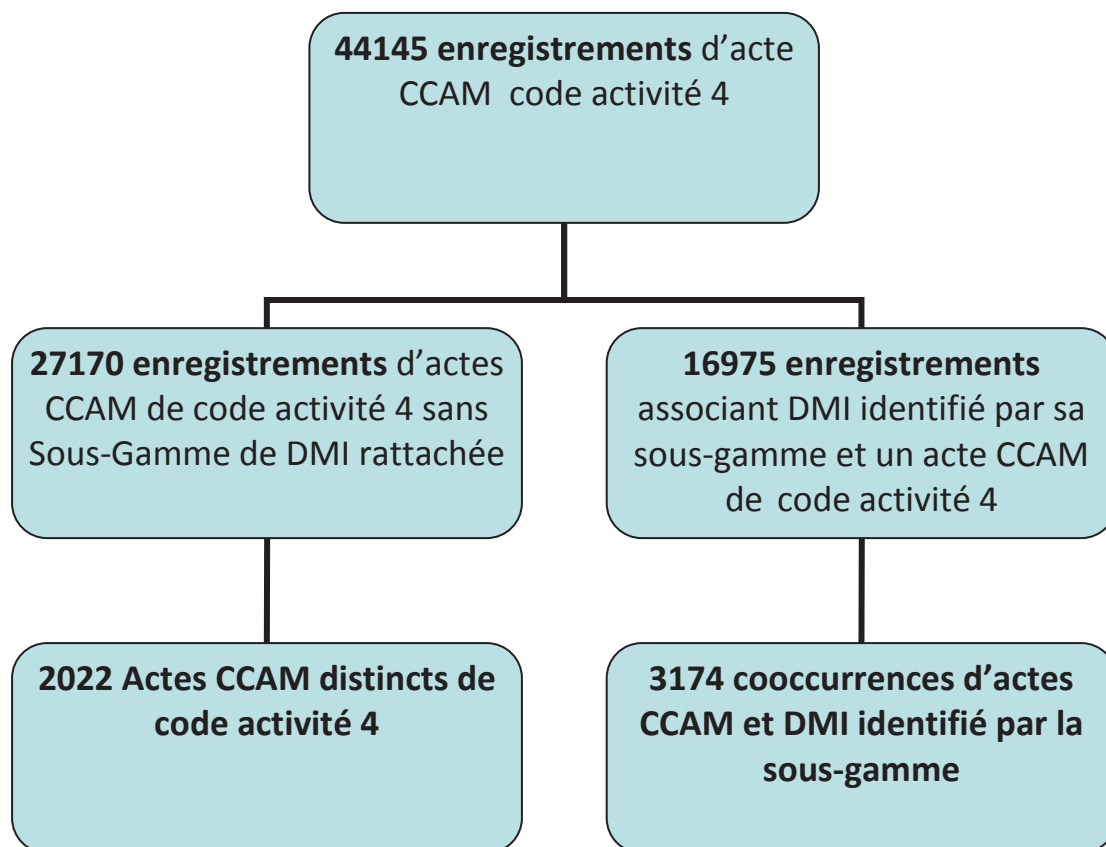 44145 enregistrements d’acte
CCAM code activité 4
27170 enregistrements d’actes
CCAM de code activité 4 sans
Sous-Gamme de DMI rattachée
16975 enregistrements
associant DMI identifié par sa
sous-gamme et un acte CCAM
de code activité 4
2022 Actes CCAM distincts de
code activité 4
3174 cooccurrences d’actes
CCAM et DMI identifié par la
sous-gamme